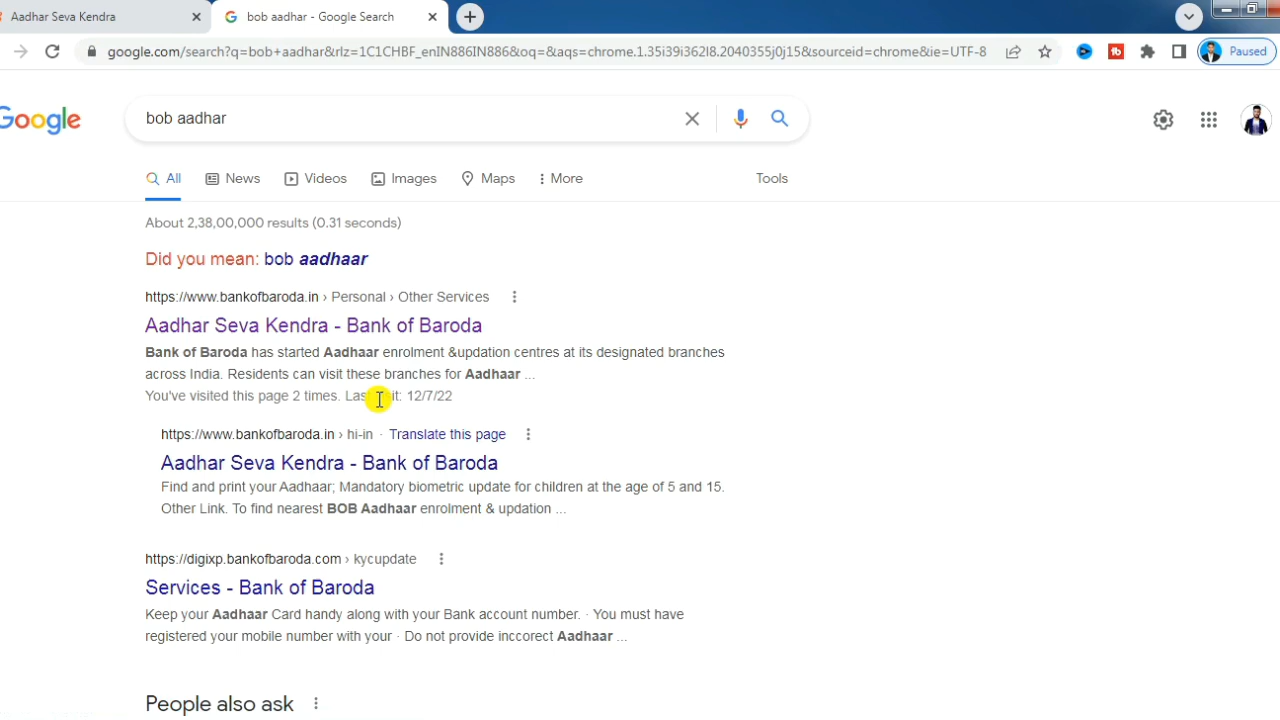 Aadhar Seva Kendra
bob aadhar - Google Search
google.com/search?q=bob+aadhar&rlz=1C1CHBF_enIN886IN886&oq=&aqs=chrome.1.35i39i362l8.2040355j0j15&sourceid=chrome&ie=UTF-8
Paused
Google
bob aadhar
All News Videos Images Maps More Tools
About 2,38,00,000 results (0.31 seconds)
Did you mean: bob aadhaar
https://www.bankofbaroda.in › Personal › Other Services
Aadhar Seva Kendra - Bank of Baroda
Bank of Baroda has started Aadhaar enrolment &updation centres at its designated branches
across India. Residents can visit these branches for Aadhaar ...
You've visited this page 2 times. Last visit: 12/7/22
https://www.bankofbaroda.in › hi-in · Translate this page
Aadhar Seva Kendra - Bank of Baroda
Find and print your Aadhaar; Mandatory biometric update for children at the age of 5 and 15.
Other Link. To find nearest BOB Aadhaar enrolment & updation ...
https://digixp.bankofbaroda.com › kycupdate
Services - Bank of Baroda
Keep your Aadhaar Card handy along with your Bank account number. · You must have
registered your mobile number with your · Do not provide inccorect Aadhaar ...
People also ask